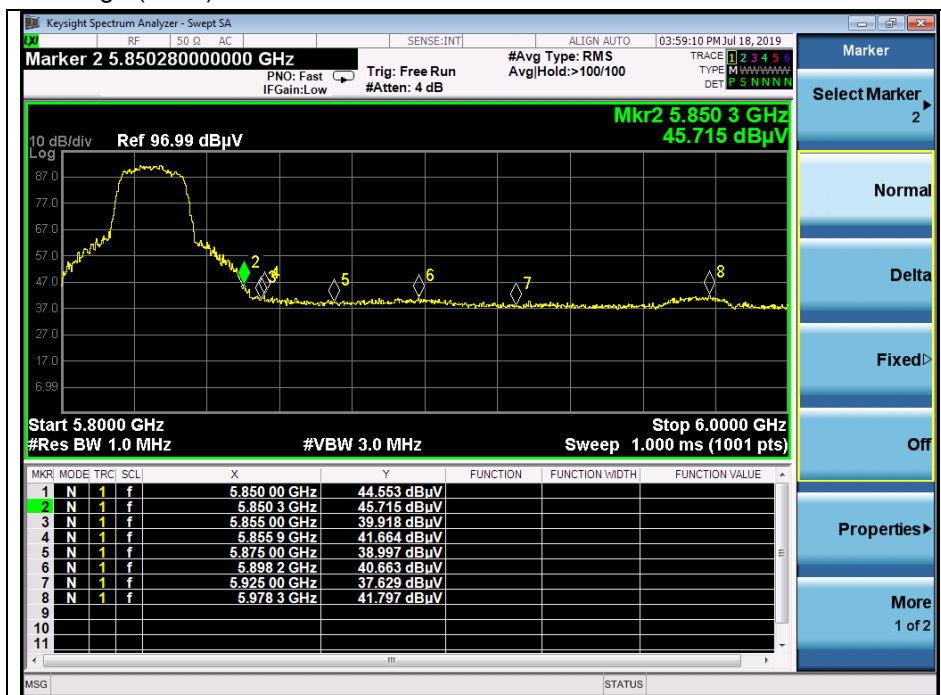 Keysight Spectrum Analyzer - Swept SA
LXI RF 50 Ω AC SENSE:INT ALIGN AUTO 03:59:10 PM Jul 18, 2019
Marker 2 5.850280000000 GHz
PNO: Fast
IFGain:Low
Trig: Free Run
#Atten: 4 dB
#Avg Type: RMS
Avg|Hold:>100/100
TRACE 1 2 3 4 5 6
TYPE M WWWWW
DET P S N N N N
Mkr2 5.850 3 GHz
45.715 dBµV
10 dB/div Ref 96.99 dBµV
Log
87.0
77.0
67.0
57.0
47.0
37.0
27.0
17.0
6.99
2
5
6
7
8
Start 5.8000 GHz Stop 6.0000 GHz
#Res BW 1.0 MHz #VBW 3.0 MHz Sweep 1.000 ms (1001 pts)
MKR MODE TRC SCL X Y FUNCTION FUNCTION WIDTH FUNCTION VALUE
1 N 1 f 5.850 00 GHz 44.553 dBµV
2 N 1 f 5.850 3 GHz 45.715 dBµV
3 N 1 f 5.855 00 GHz 39.918 dBµV
4 N 1 f 5.855 9 GHz 41.664 dBµV
5 N 1 f 5.875 00 GHz 38.997 dBµV
6 N 1 f 5.898 2 GHz 40.663 dBµV
7 N 1 f 5.925 00 GHz 37.629 dBµV
8 N 1 f 5.978 3 GHz 41.797 dBµV
9
10
11
MSG STATUS
Marker
Select Marker
2
Normal
Delta
Fixed
Off
Properties
More
1 of 2